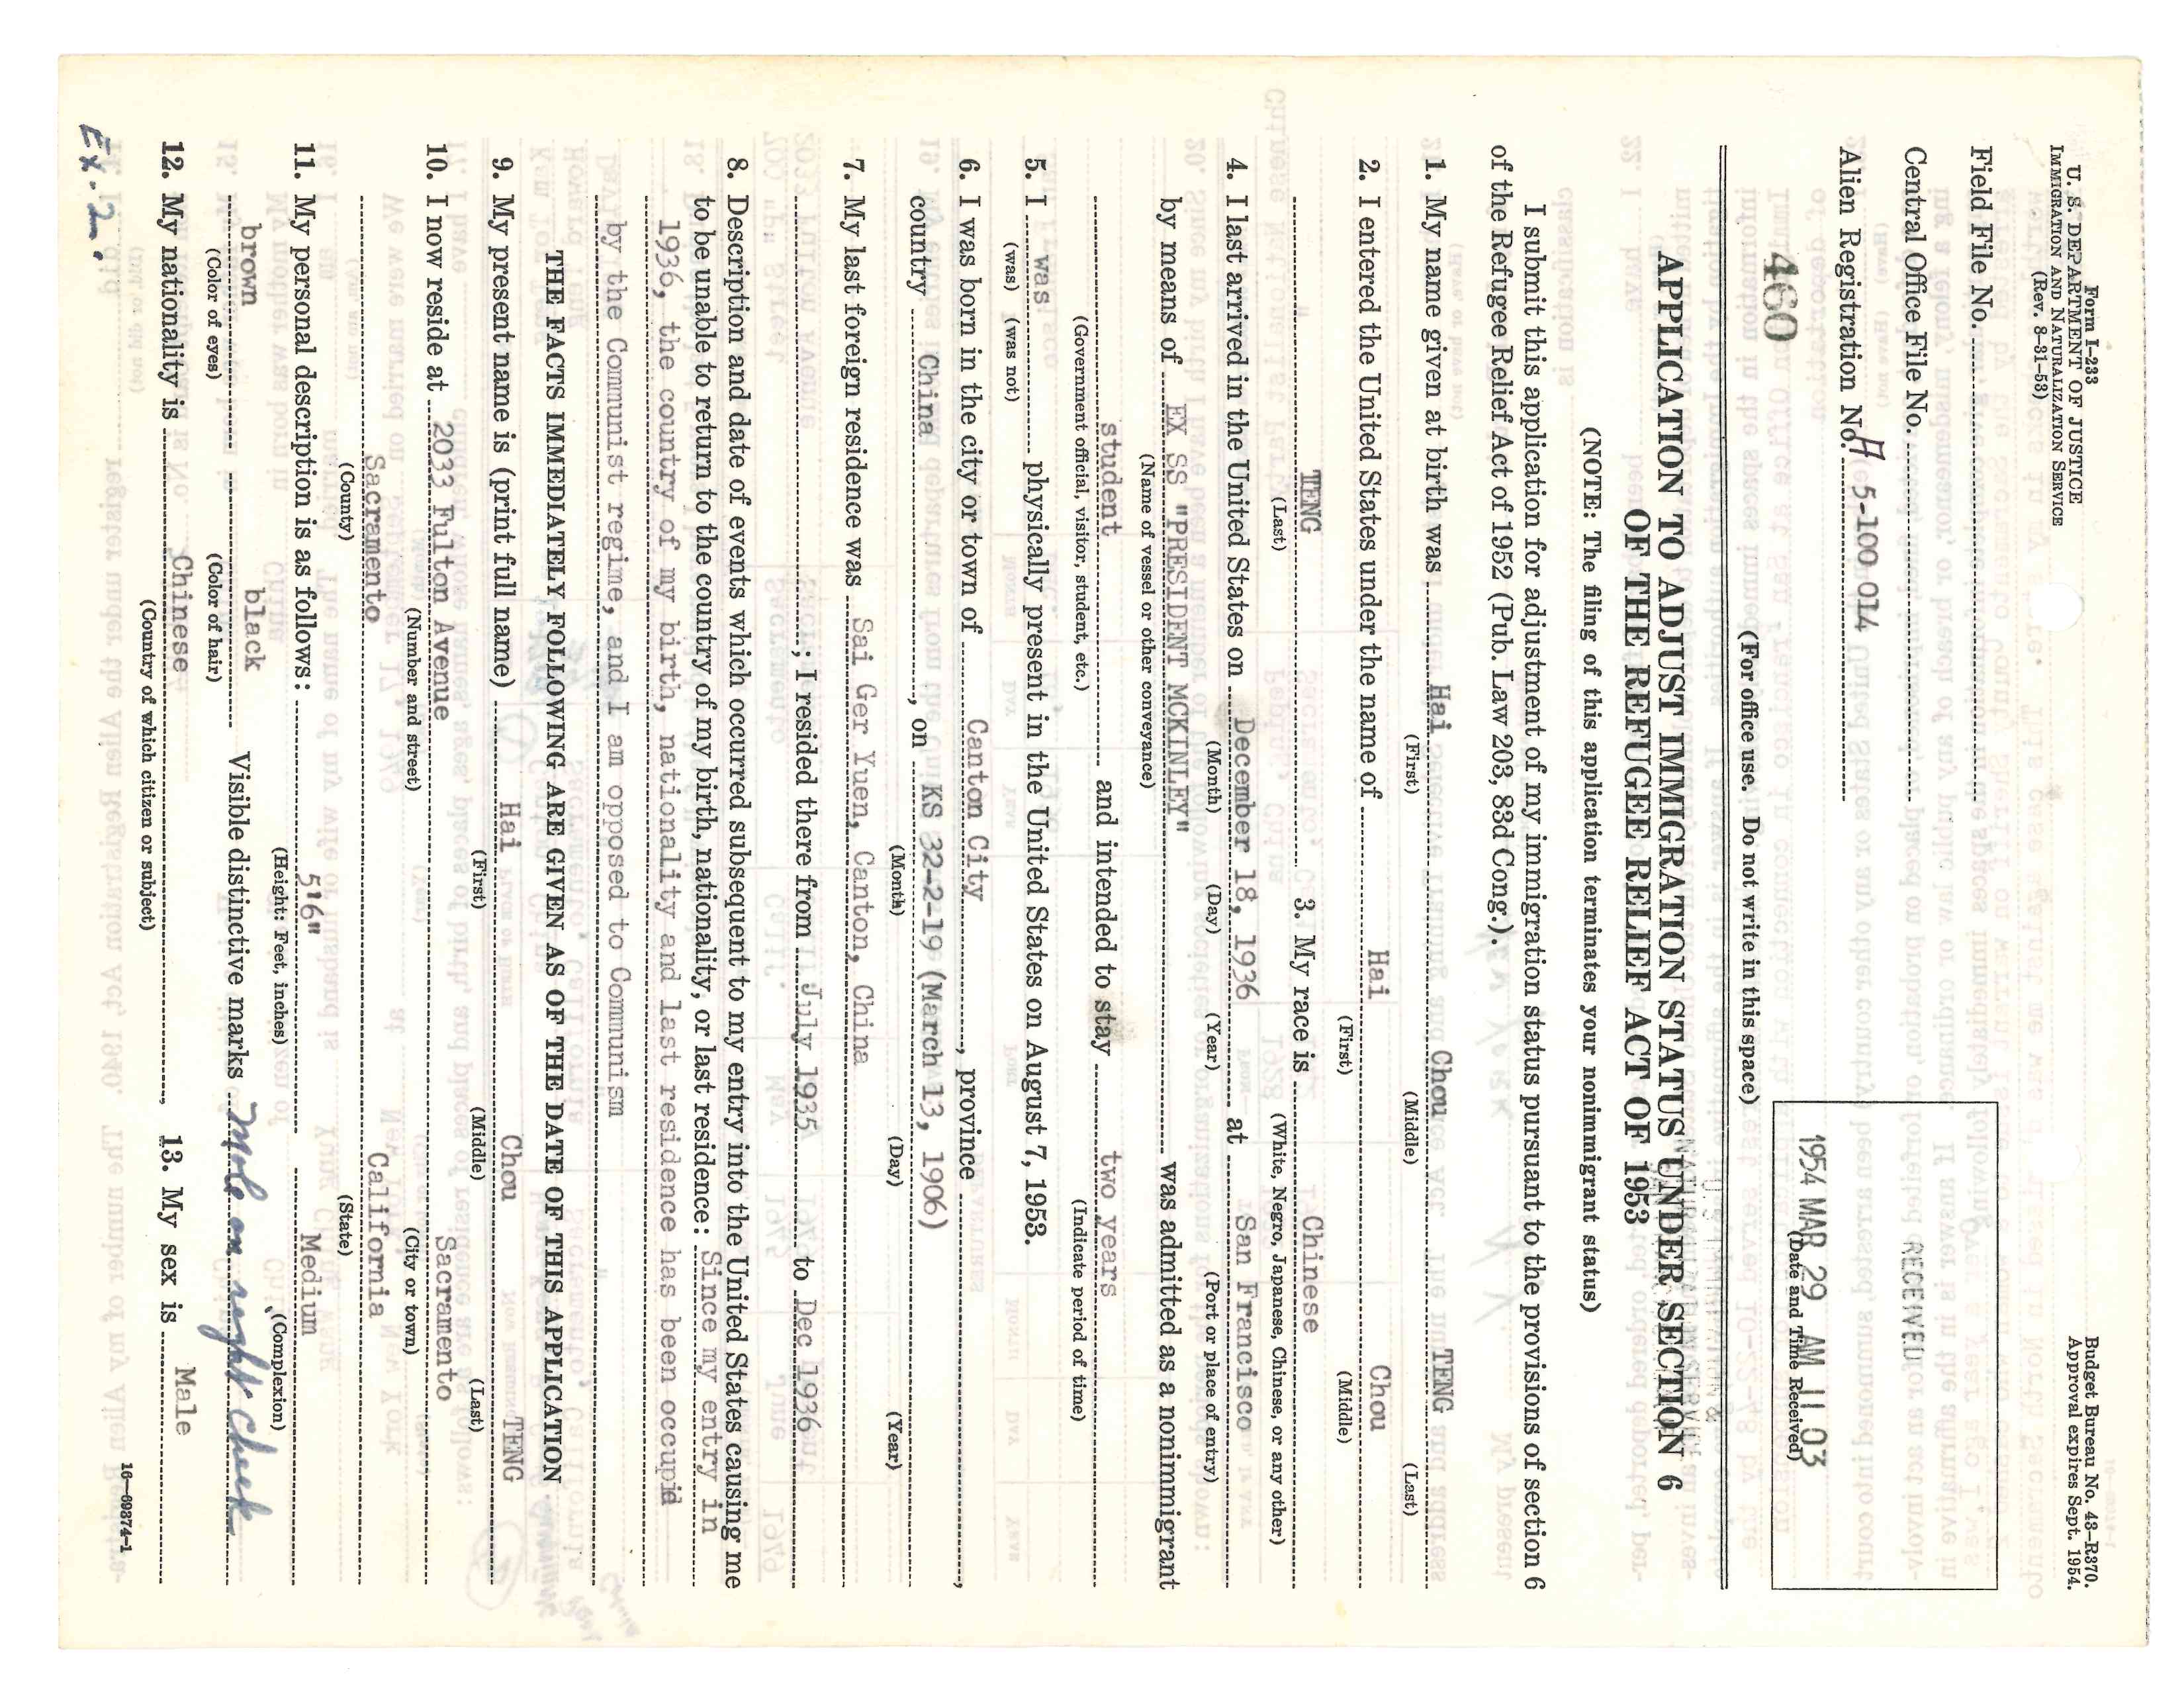 Form I-233
U. S. DEPARTMENT OF JUSTICE
IMMIGRATION AND NATURALIZATION SERVICE
(Rev. 8-31-53)
Budget Bureau No. 43-R370.
Approval expires Sept. 1954.
Field File No.
Central Office File No.
Alien Registration No. A 5-100 014
460
RECEIVED
1954 MAR 29 AM 11 03
(Date and Time Received)
(For office use. Do not write in this space)
APPLICATION TO ADJUST IMMIGRATION STATUS UNDER SECTION 6
OF THE REFUGEE RELIEF ACT OF 1953
(NOTE: The filing of this application terminates your nonimmigrant status)
I submit this application for adjustment of my immigration status pursuant to the provisions of section 6
of the Refugee Relief Act of 1952 (Pub. Law 203, 83d Cong.).
1. My name given at birth was Hai Chou TENG
(First) (Middle) (Last)
2. I entered the United States under the name of Hai Chou
(First) (Middle)
TENG 3. My race is Chinese
(Last) (White, Negro, Japanese, Chinese, or any other)
4. I last arrived in the United States on December 18, 1936 at San Francisco
(Month) (Day) (Year) (Port or place of entry)
by means of EX SS "PRESIDENT MCKINLEY" was admitted as a nonimmigrant
(Name of vessel or other conveyance)
student and intended to stay two years
(Government official, visitor, student, etc.) (Indicate period of time)
5. I was physically present in the United States on August 7, 1953.
(was) (was not)
6. I was born in the city or town of Canton City, province ,
country China, on KS 32-2-19 (March 13, 1906)
(Month) (Day) (Year)
7. My last foreign residence was Sai Ger Yuen, Canton, China
; I resided there from July 1935 to Dec 1936
8. Description and date of events which occurred subsequent to my entry into the United States causing me
to be unable to return to the country of my birth, nationality, or last residence: Since my entry in
1936, the country of my birth, nationality and last residence has been occupid
by the Communist regime, and I am opposed to Communism
THE FACTS IMMEDIATELY FOLLOWING ARE GIVEN AS OF THE DATE OF THIS APPLICATION
9. My present name is (print full name) Hai Chou TENG
(First) (Middle) (Last)
10. I now reside at 2033 Fulton Avenue Sacramento
(Number and street) (City or town)
Sacramento California
(County) (State)
11. My personal description is as follows: 5'6" Medium
(Height: Feet, inches) (Complexion)
brown black Visible distinctive marks Mole on right cheek
(Color of eyes) (Color of hair)
12. My nationality is Chinese, 13. My sex is Male
(Country of which citizen or subject)
16-69374-1
Ex-2.